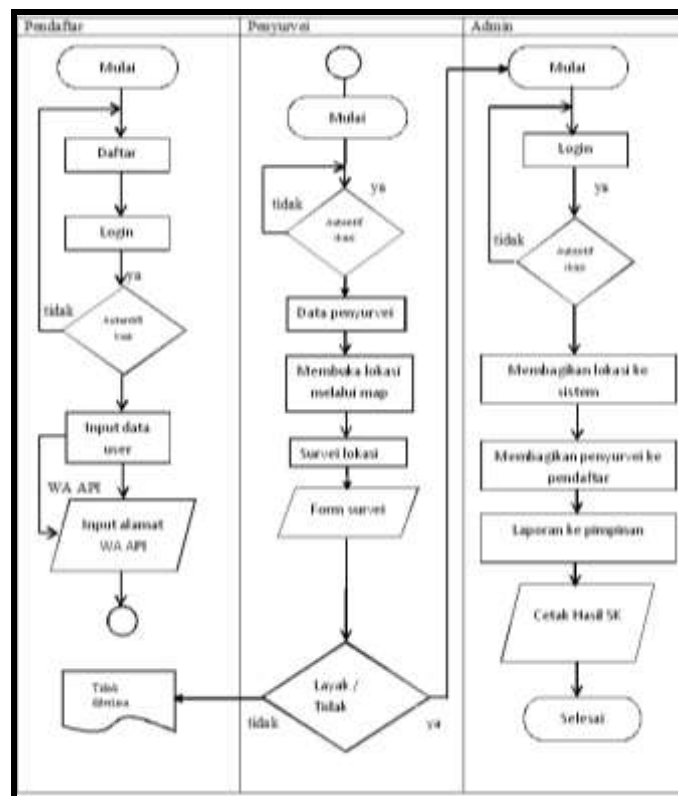 Pendaftar
Mulai
Daftar
Login
ya
tidak
Input data
user
WA API
Input alamat
WA API
Tidak
diterima
Penyurvei
Mulai
ya
tidak
Data penyurvei
Membuka lokasi
melalui map
Survei lokasi
Form survei
Layak /
Tidak
tidak
ya
Admin
Mulai
Login
ya
tidak
Membagikan lokasi ke
sistem
Membagikan penyurvei ke
pendaftar
Laporan ke pimpinan
Cetak Hasil SK
Selesai